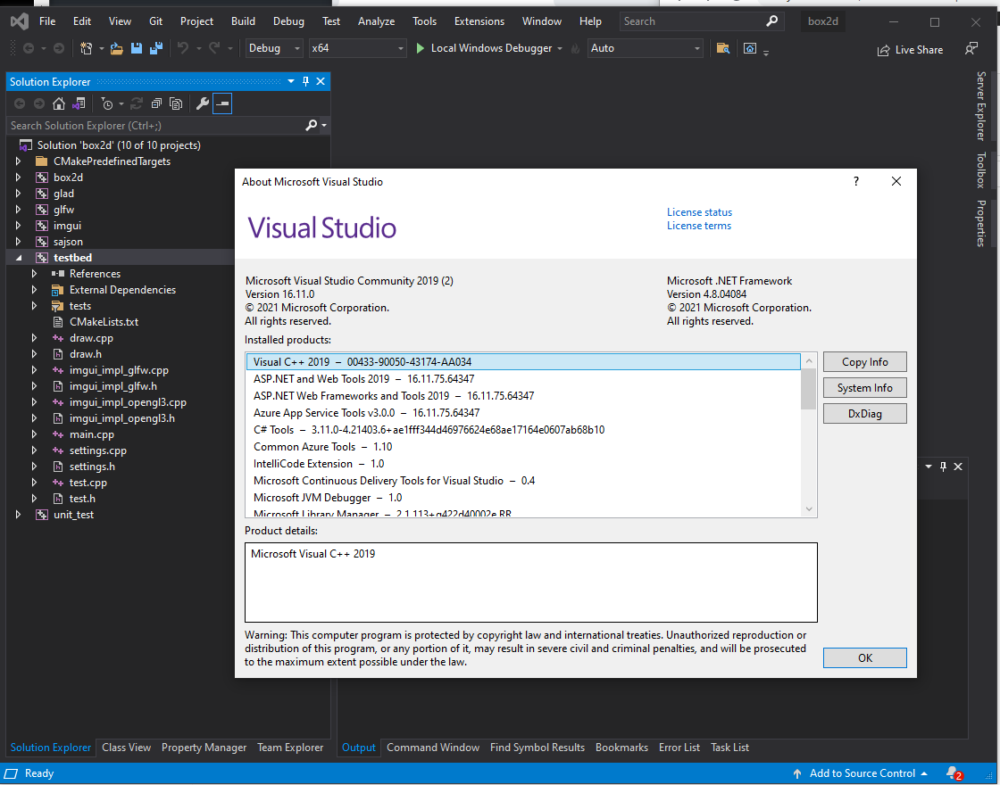 File Edit View Git Project Build Debug Test Analyze Tools Extensions Window Help Search box2d
Debug x64 Local Windows Debugger Auto Live Share
Solution Explorer
Search Solution Explorer (Ctrl+;)
Solution 'box2d' (10 of 10 projects)
CMakePredefinedTargets
box2d
glad
glfw
imgui
sajson
testbed
References
External Dependencies
tests
CMakeLists.txt
draw.cpp
draw.h
imgui_impl_glfw.cpp
imgui_impl_glfw.h
imgui_impl_opengl3.cpp
imgui_impl_opengl3.h
main.cpp
settings.cpp
settings.h
test.cpp
test.h
unit_test
About Microsoft Visual Studio ?
Visual Studio
License status
License terms
Microsoft Visual Studio Community 2019 (2)
Version 16.11.0
© 2021 Microsoft Corporation.
All rights reserved.
Microsoft .NET Framework
Version 4.8.04084
© 2021 Microsoft Corporation.
All rights reserved.
Installed products:
Visual C++ 2019 – 00433-90050-43174-AA034
ASP.NET and Web Tools 2019 – 16.11.75.64347
ASP.NET Web Frameworks and Tools 2019 – 16.11.75.64347
Azure App Service Tools v3.0.0 – 16.11.75.64347
C# Tools – 3.11.0-4.21403.6+ae1fff344d46976624e68ae17164e0607ab68b10
Common Azure Tools – 1.10
IntelliCode Extension – 1.0
Microsoft Continuous Delivery Tools for Visual Studio – 0.4
Microsoft JVM Debugger – 1.0
Microsoft Library Manager – 2.1.113+g422d40002e.RR
Copy Info
System Info
DxDiag
Product details:
Microsoft Visual C++ 2019
Warning: This computer program is protected by copyright law and international treaties. Unauthorized reproduction or
distribution of this program, or any portion of it, may result in severe civil and criminal penalties, and will be prosecuted
to the maximum extent possible under the law.
OK
Server Explorer
Toolbox
Properties
Solution Explorer Class View Property Manager Team Explorer
Output Command Window Find Symbol Results Bookmarks Error List Task List
Ready Add to Source Control 2